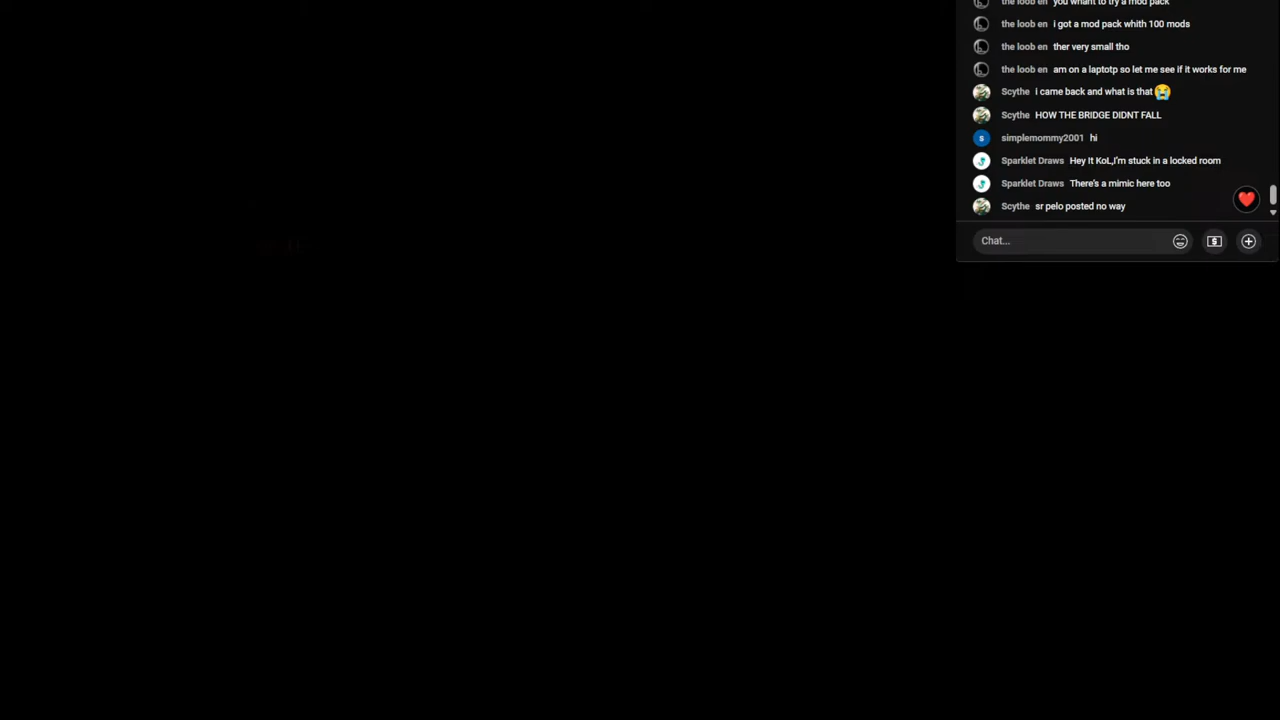 you whant to try a mod pack
the loob en i got a mod pack whith 100 mods
the loob en ther very small tho
the loob en am on a laptotp so let me see if it works for me
Scythe i came back and what is that 😭
Scythe HOW THE BRIDGE DIDNT FALL
s simplemommy2001 hi
Sparklet Draws Hey It KoL,I'm stuck in a locked room
Sparklet Draws There's a mimic here too
Scythe sr pelo posted no way
Chat...